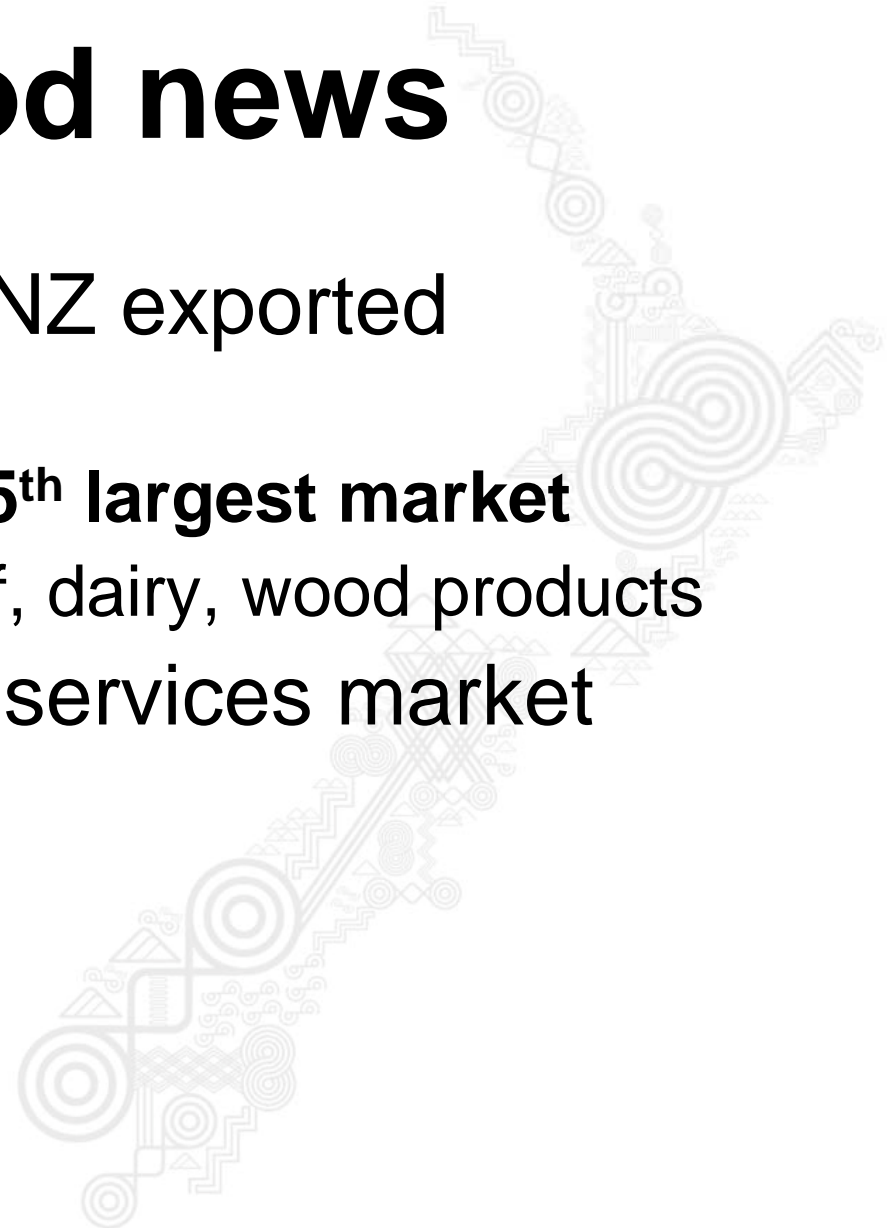 od news
NZ exported
5th largest market
f, dairy, wood products
services market